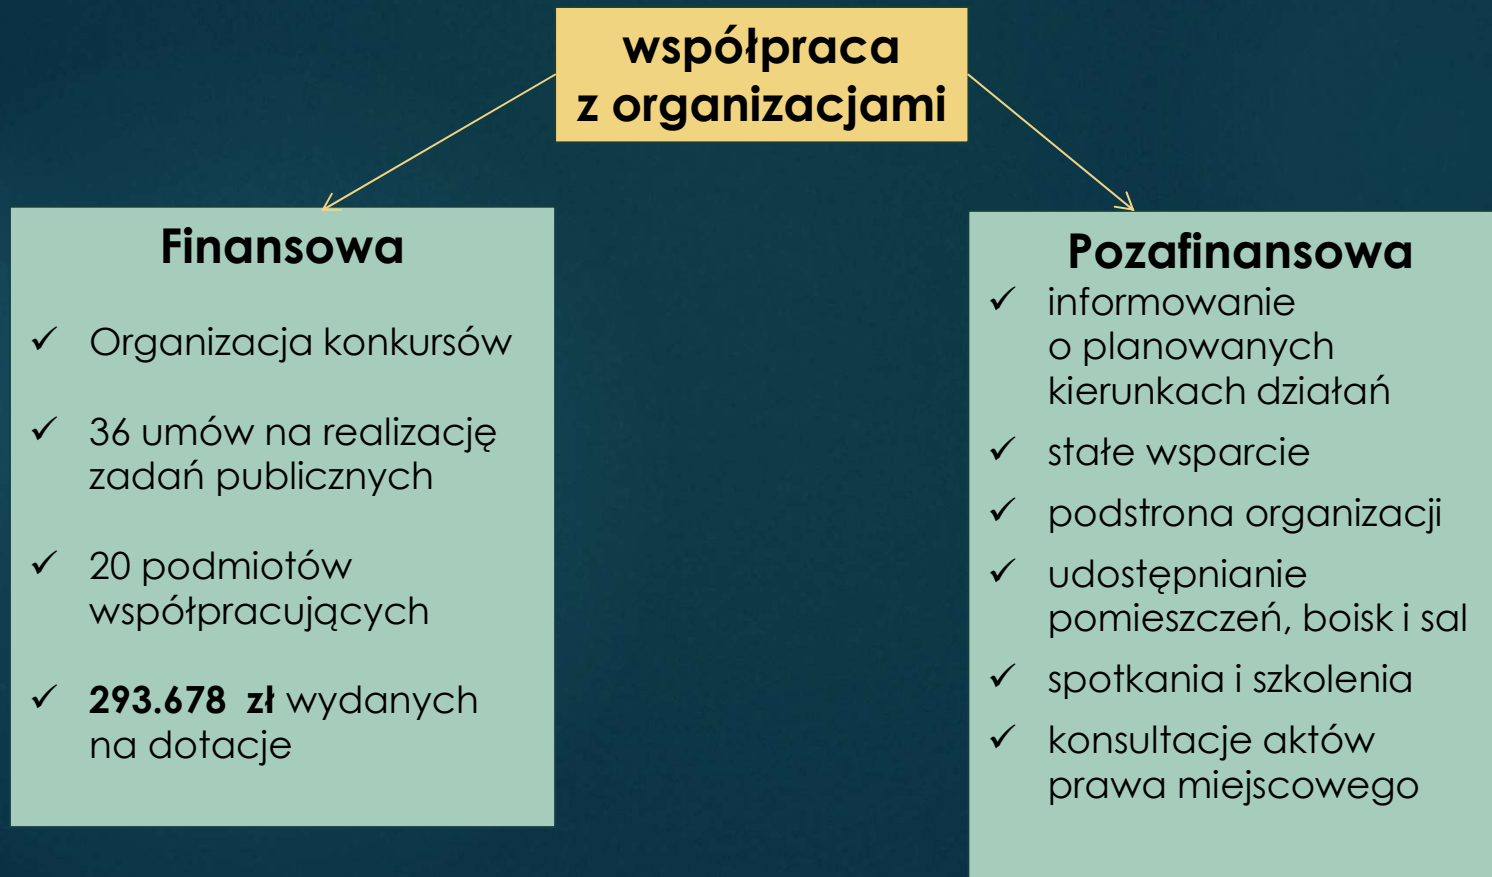 współpraca
z organizacjami
Finansowa
✓ Organizacja konkursów
✓ 36 umów na realizację
zadań publicznych
✓ 20 podmiotów
współpracujących
✓ 293.678 zł wydanych
na dotacje
Pozafinansowa
✓ informowanie
o planowanych
kierunkach działań
✓ stałe wsparcie
✓ podstrona organizacji
✓ udostępnianie
pomieszczeń, boisk i sal
✓ spotkania i szkolenia
✓ konsultacje aktów
prawa miejscowego